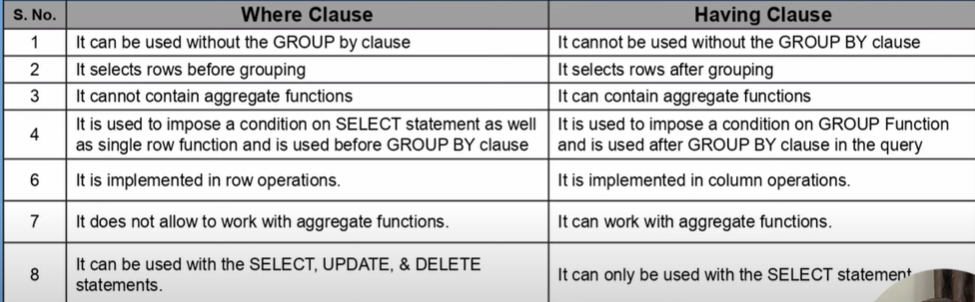 S. No. Where Clause Having Clause
1 It can be used without the GROUP by clause It cannot be used without the GROUP BY clause
2 It selects rows before grouping It selects rows after grouping
3 It cannot contain aggregate functions It can contain aggregate functions
4 It is used to impose a condition on SELECT statement as well as single row function and is used before GROUP BY clause It is used to impose a condition on GROUP Function and is used after GROUP BY clause in the query
6 It is implemented in row operations. It is implemented in column operations.
7 It does not allow to work with aggregate functions. It can work with aggregate functions.
8 It can be used with the SELECT, UPDATE, & DELETE statements. It can only be used with the SELECT statement